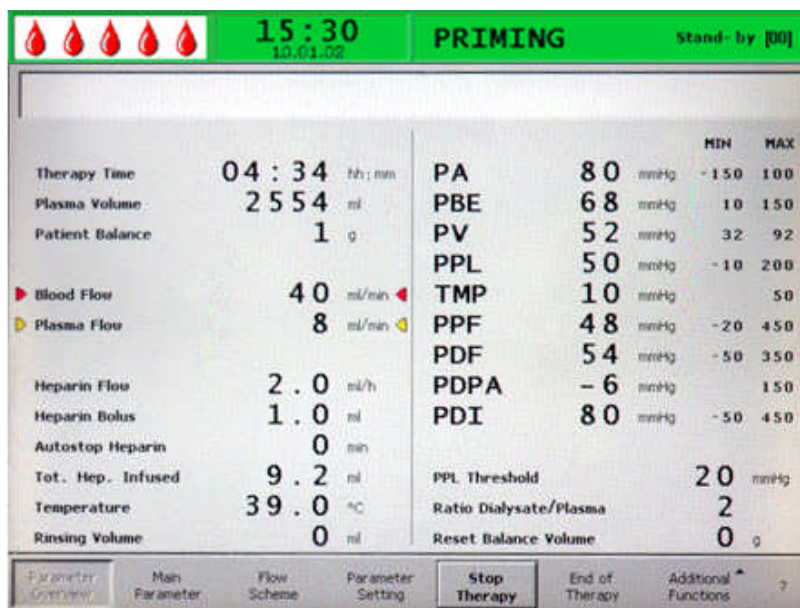 15:30
10.01.02
PRIMING
Stand-by [00]
MIN MAX
Therapy Time 04:34 hh:mm
Plasma Volume 2554 ml
Patient Balance 1 g
Blood Flow 40 ml/min
Plasma Flow 8 ml/min
Heparin Flow 2.0 ml/h
Heparin Bolus 1.0 ml
Autostop Heparin 0 min
Tot. Hep. Infused 9.2 ml
Temperature 39.0 °C
Rinsing Volume 0 ml
PA 80 mmHg -150 100
PBE 68 mmHg 10 150
PV 52 mmHg 32 92
PPL 50 mmHg -10 200
TMP 10 mmHg 50
PPF 48 mmHg -20 450
PDF 54 mmHg -50 350
PDPA -6 mmHg 150
PDI 80 mmHg -50 450
PPL Threshold 20 mmHg
Ratio Dialysate/Plasma 2
Reset Balance Volume 0 g
Parameter
Overview
Main
Parameter
Flow
Scheme
Parameter
Setting
Stop
Therapy
End of
Therapy
Additional
Functions
?